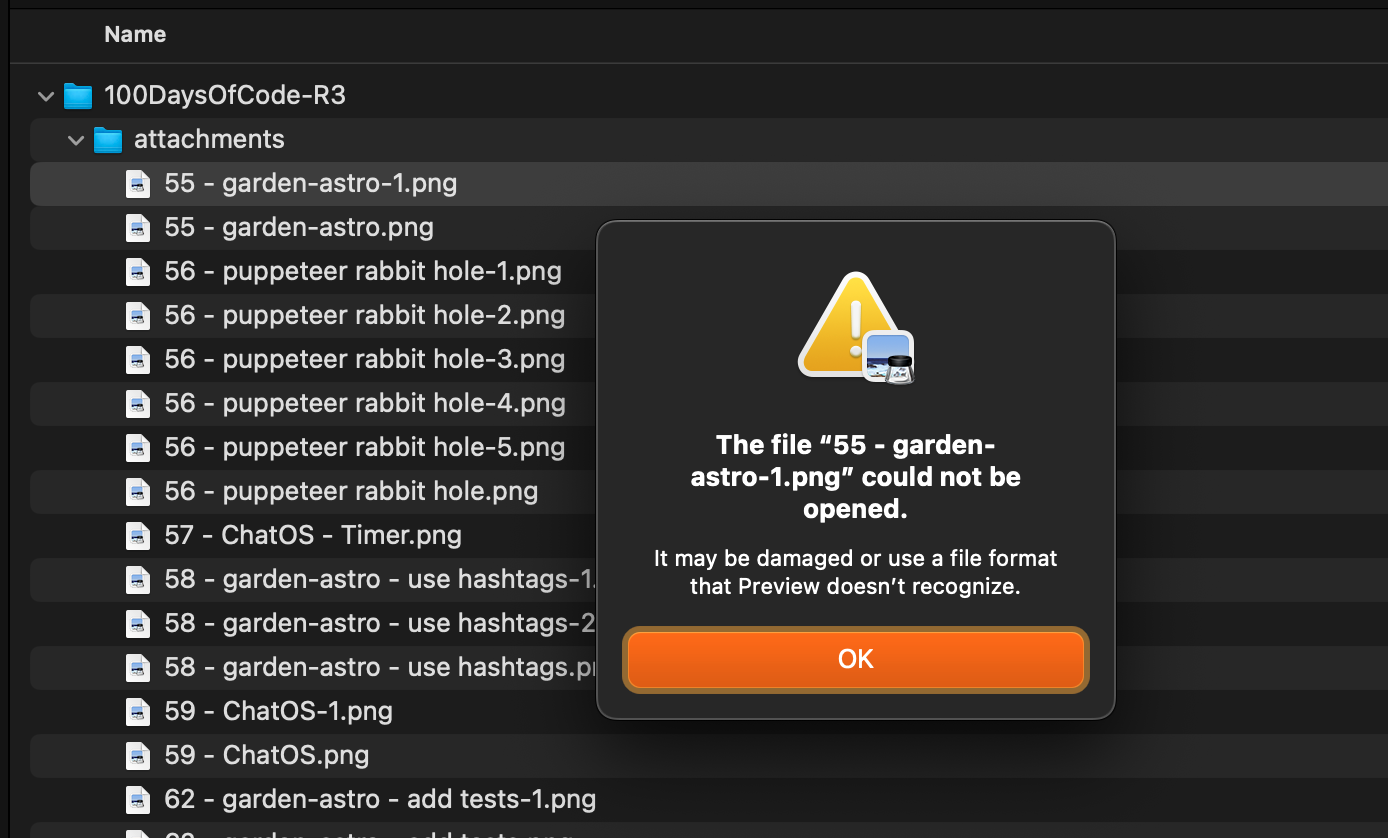 Name
100DaysOfCode-R3
attachments
55 - garden-astro-1.png
55 - garden-astro.png
56 - puppeteer rabbit hole-1.png
56 - puppeteer rabbit hole-2.png
56 - puppeteer rabbit hole-3.png
56 - puppeteer rabbit hole-4.png
56 - puppeteer rabbit hole-5.png
56 - puppeteer rabbit hole.png
57 - ChatOS - Timer.png
58 - garden-astro - use hashtags-1.
58 - garden-astro - use hashtags-2
58 - garden-astro - use hashtags.p
59 - ChatOS-1.png
59 - ChatOS.png
62 - garden-astro - add tests-1.png
The file “55 - garden-
astro-1.png” could not be
opened.
It may be damaged or use a file format
that Preview doesn’t recognize.
OK